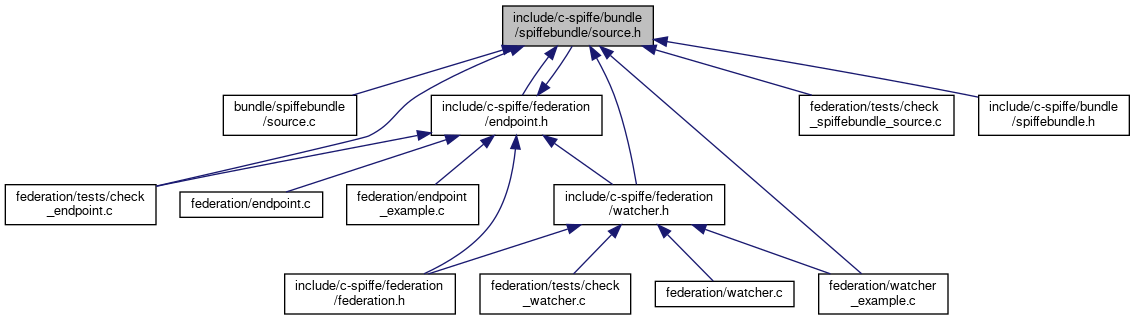 include/c-spiffe/bundle
/spiffebundle/source.h
bundle/spiffebundle
/source.c
include/c-spiffe/federation
/endpoint.h
federation/tests/check
_spiffebundle_source.c
include/c-spiffe/bundle
/spiffebundle.h
federation/tests/check
_endpoint.c
federation/endpoint.c
federation/endpoint
_example.c
include/c-spiffe/federation
/watcher.h
include/c-spiffe/federation
/federation.h
federation/tests/check
_watcher.c
federation/watcher.c
federation/watcher
_example.c